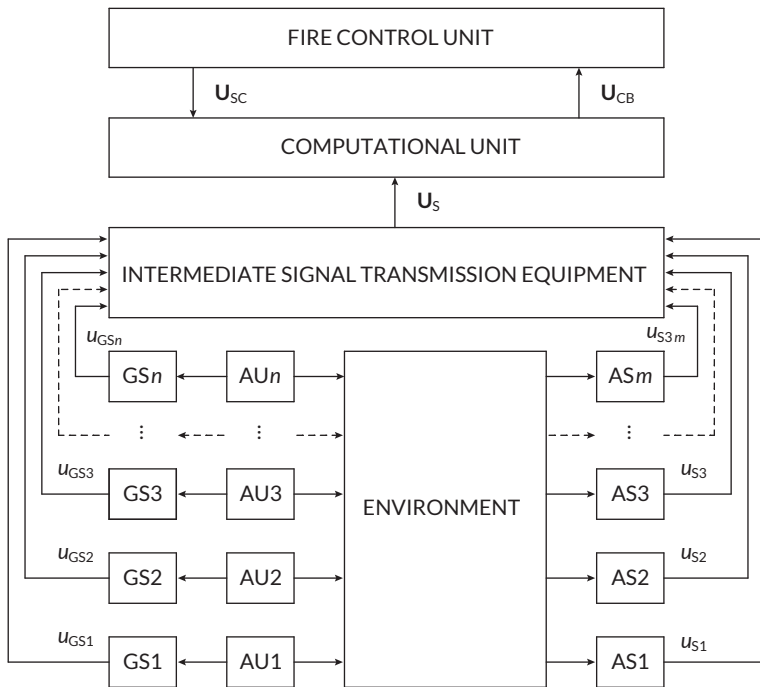 FIRE CONTROL UNIT
U_SC
U_CB
COMPUTATIONAL UNIT
U_S
INTERMEDIATE SIGNAL TRANSMISSION EQUIPMENT
u_GSn
u_S3m
GSn
AUn
ASm
⋮
⋮
⋮
u_GS3
GS3
AU3
ENVIRONMENT
AS3
u_S3
u_GS2
GS2
AU2
AS2
u_S2
u_GS1
GS1
AU1
AS1
u_S1